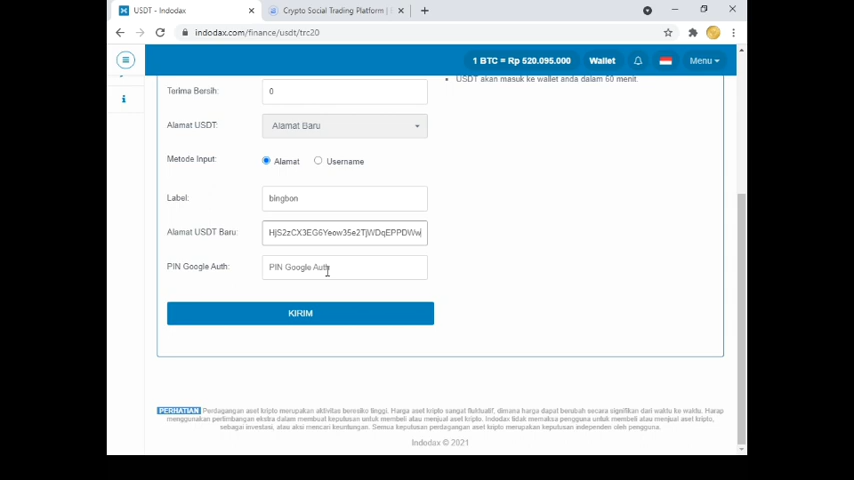 USDT - Indodax
Crypto Social Trading Platform |
indodax.com/finance/usdt/trc20
1 BTC = Rp 520.095.000
Wallet
Menu
Terima Bersih:
0
USDT akan masuk ke wallet anda dalam 60 menit.
Alamat USDT:
Alamat Baru
Metode Input:
Alamat
Username
Label:
bingbon
Alamat USDT Baru:
HjS2zCX3EG6Yeow35e2TjWDqEPPDWw
PIN Google Auth:
PIN Google Auth
KIRIM
PERHATIAN Perdagangan aset kripto merupakan aktivitas beresiko tinggi. Harga aset kripto sangat fluktuatif, dimana harga dapat berubah secara signifikan dari waktu ke waktu. Harap
menggunakan pertimbangan ekstra dalam membuat keputusan untuk membeli atau menjual aset kripto. Indodax tidak memaksa pengguna untuk membeli atau menjual aset kripto,
sebagai investasi, atau aksi mencari keuntungan. Semua keputusan perdagangan aset kripto merupakan keputusan independen oleh pengguna.
Indodax © 2021